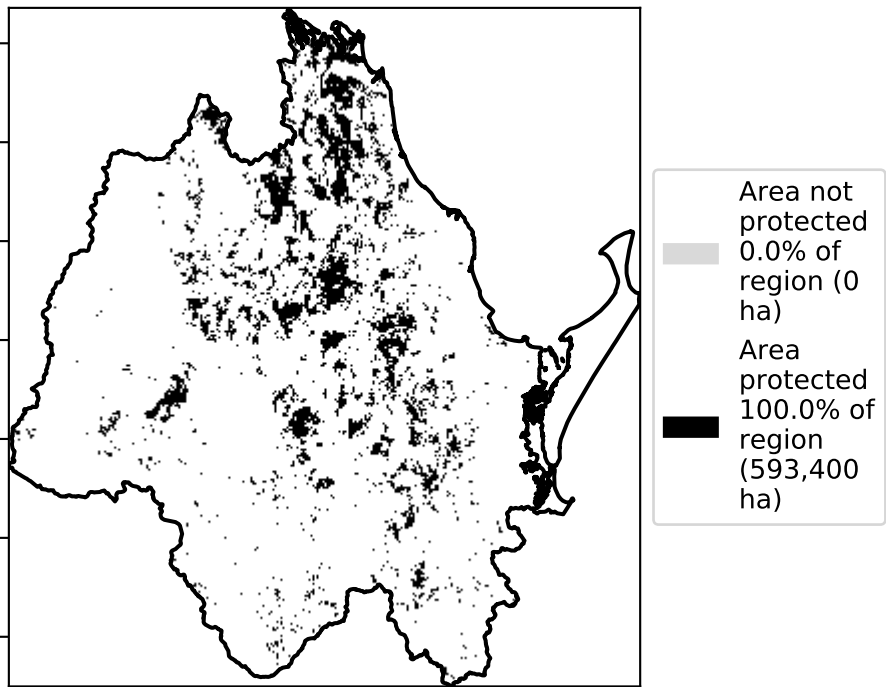 Area not
protected
0.0% of
region (0
ha)
Area
protected
100.0% of
region
(593,400
ha)